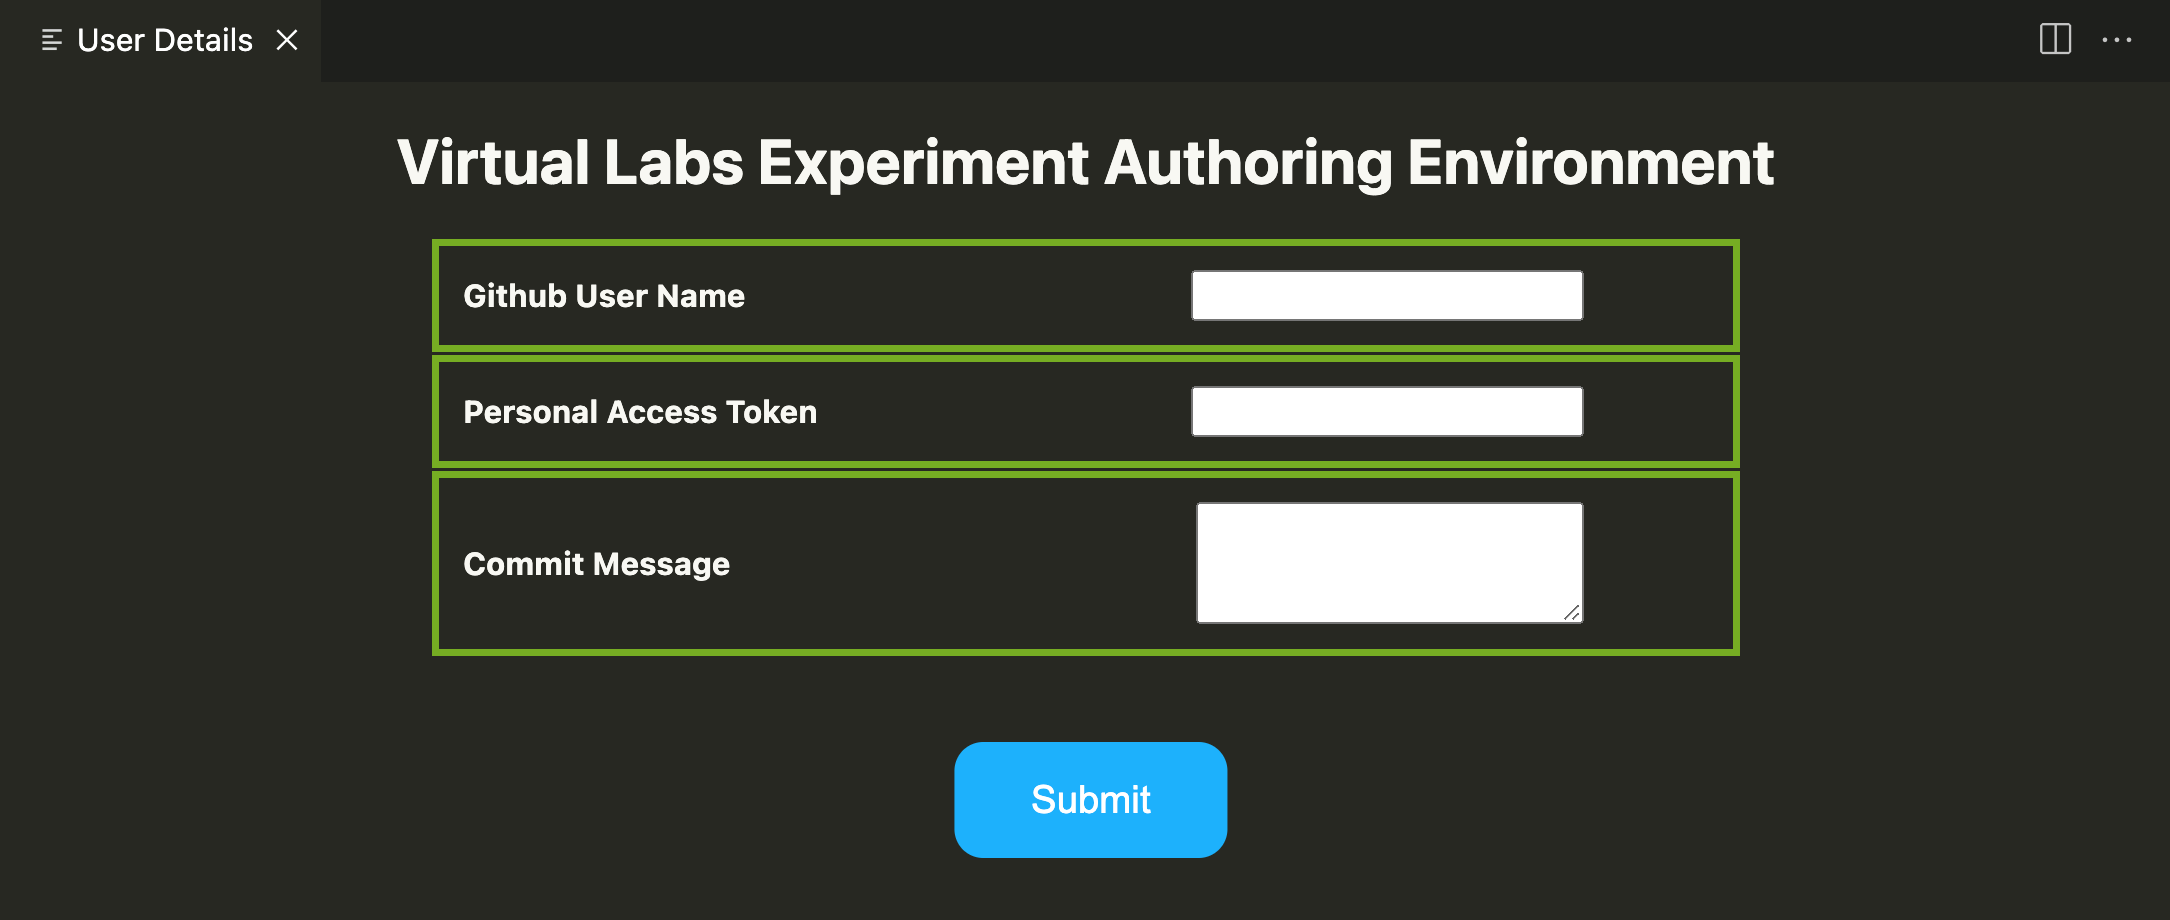 User Details
Virtual Labs Experiment Authoring Environment
Github User Name
Personal Access Token
Commit Message
Submit